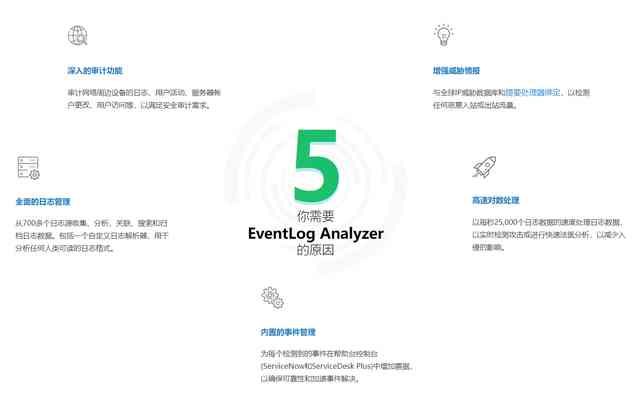 深入的审计功能
审计网络周边设备的日志、用户活动、服务器帐
户更改、用户访问等，以满足安全审计需求。
增强威胁情报
与全球IP威胁数据库和提要处理器绑定，以检测
任何恶意入站或出站流量。
全面的日志管理
从700多个日志源收集、分析、关联、搜索和归
档日志数据。包括一个自定义日志解析器，用于
分析任何人类可读的日志格式。
5
你需要
EventLog Analyzer
的原因
高速对数处理
以每秒25,000个日志数据的速度处理日志数据，
以实时检测攻击或进行快速法医分析，以减少入
侵的影响。
内置的事件管理
为每个检测到的事件在帮助台控制台
(ServiceNow和ServiceDesk Plus)中增加票据，
以确保可靠性和加速事件解决。